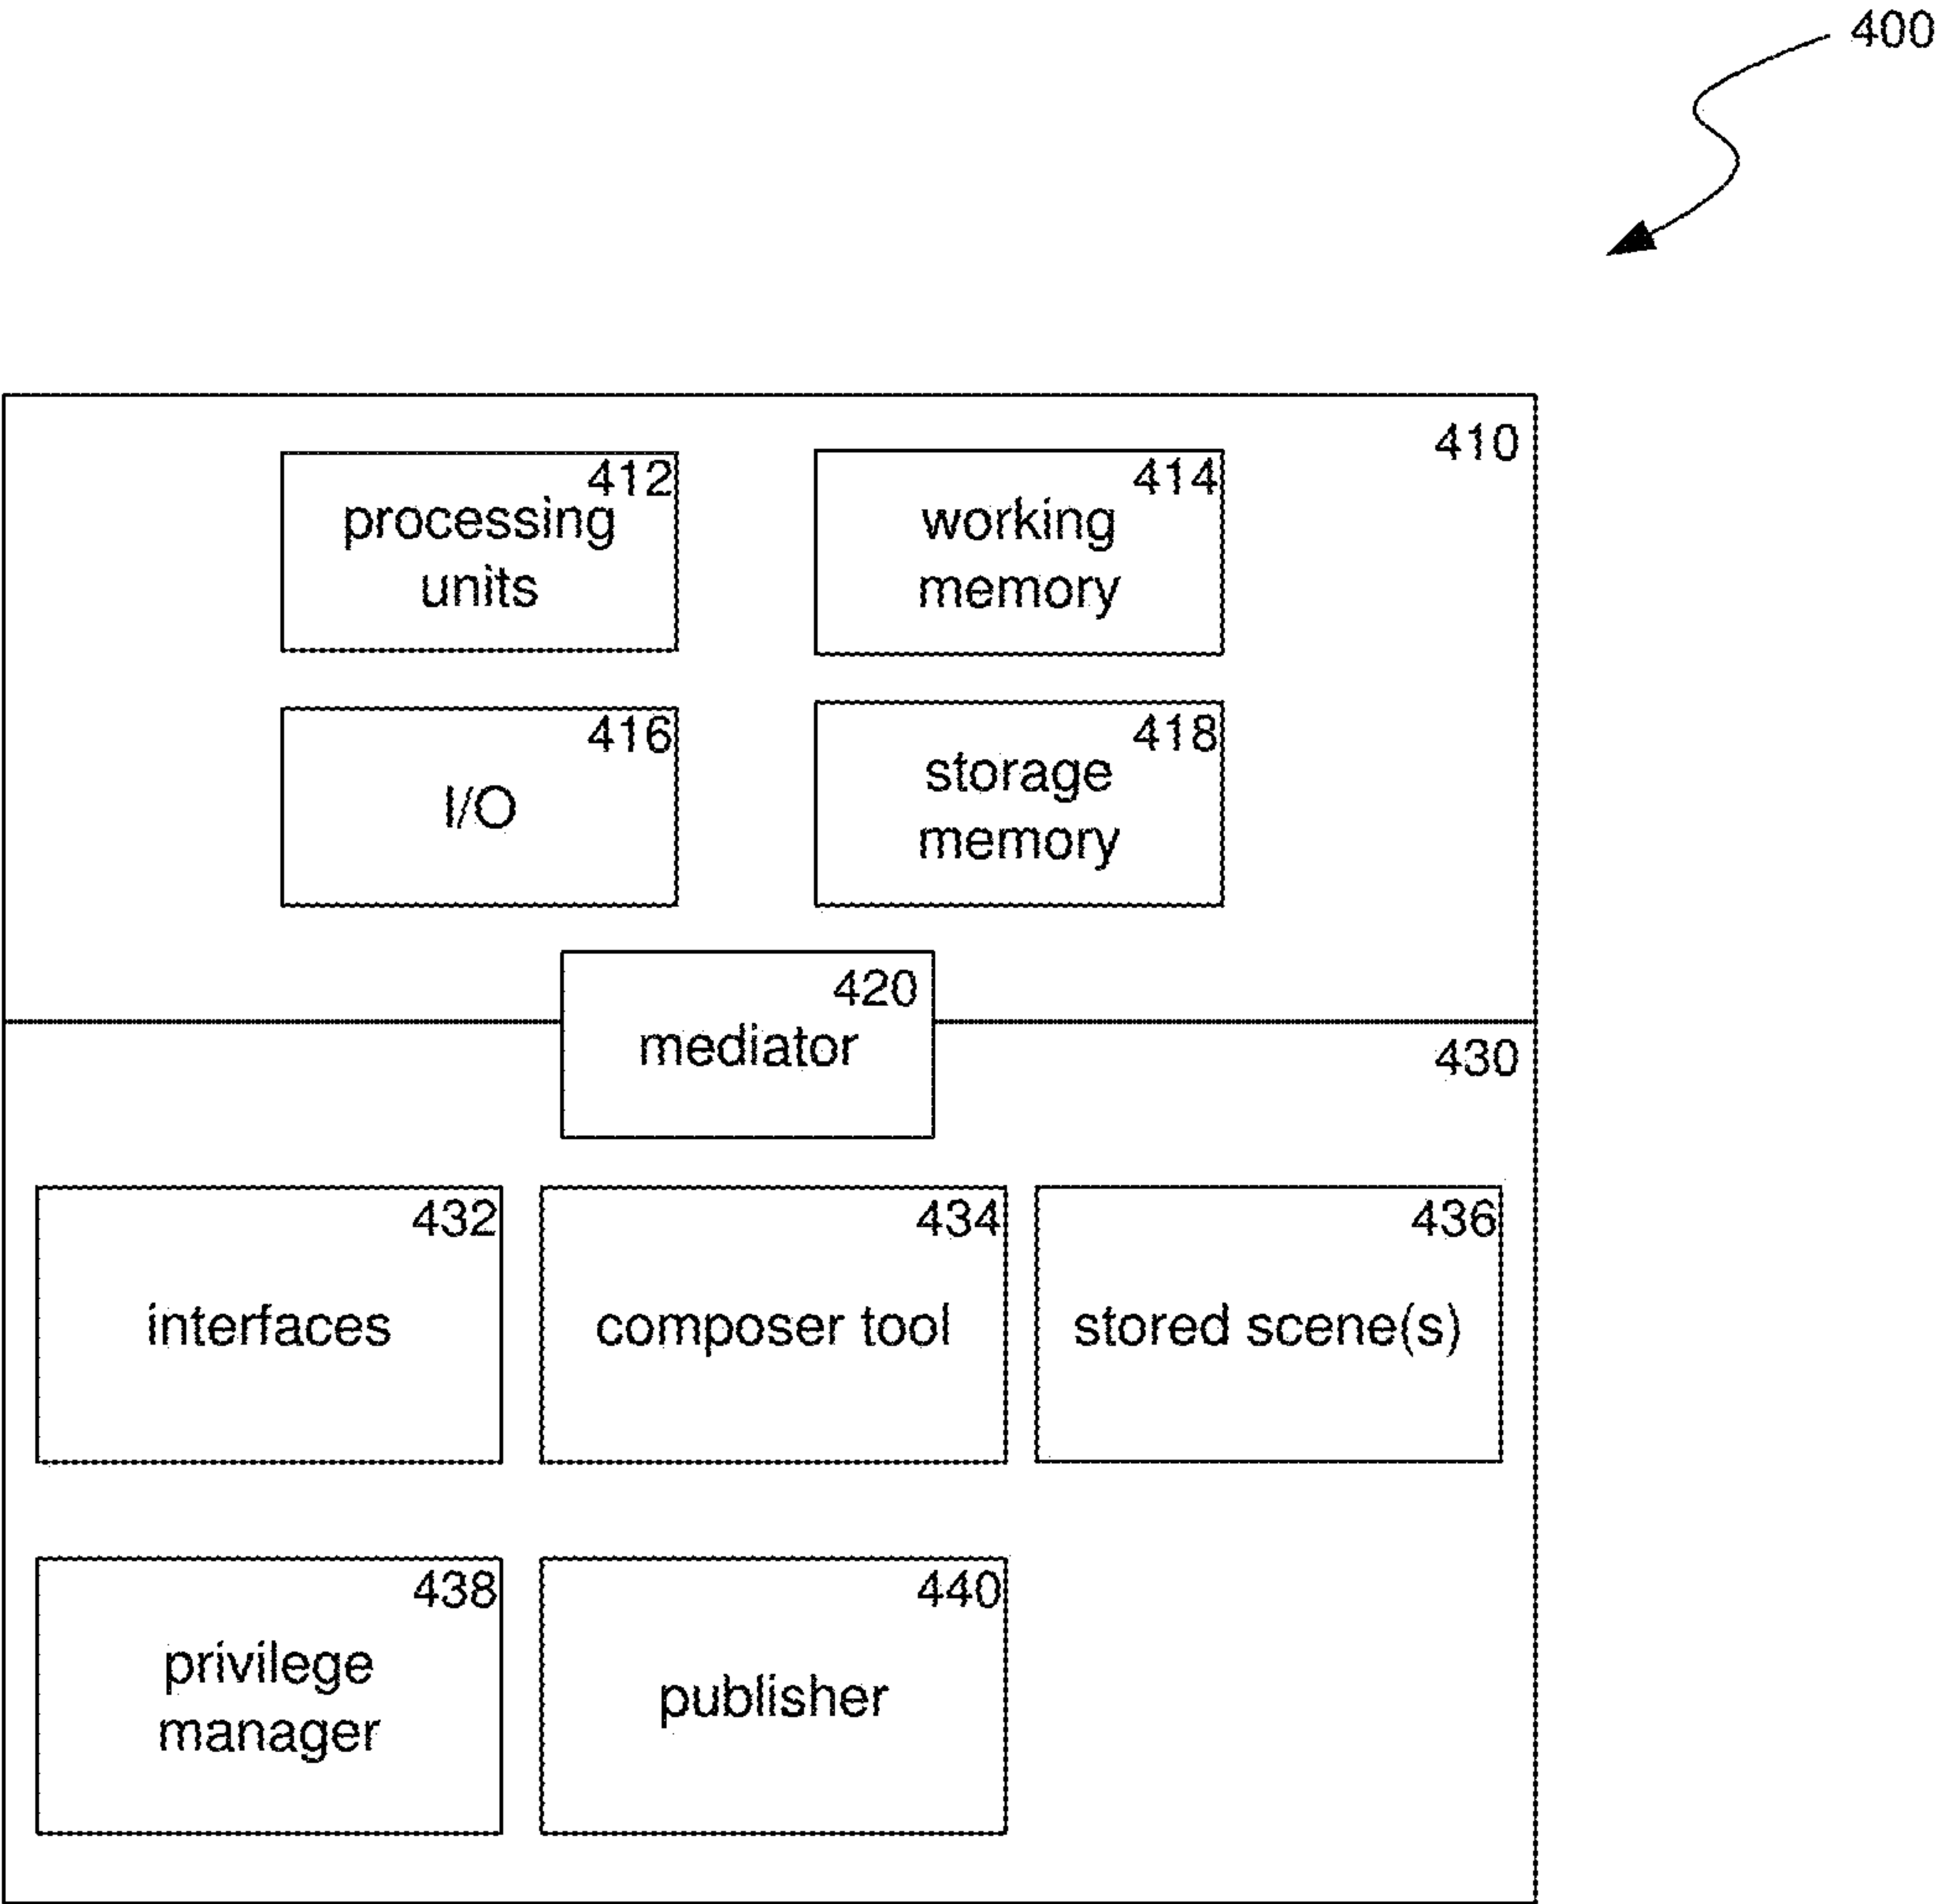 400
410
412
processing
units
414
working
memory
416
I/O
418
storage
memory
420
mediator
430
432
interfaces
434
composer tool
436
stored scene(s)
438
privilege
manager
440
publisher